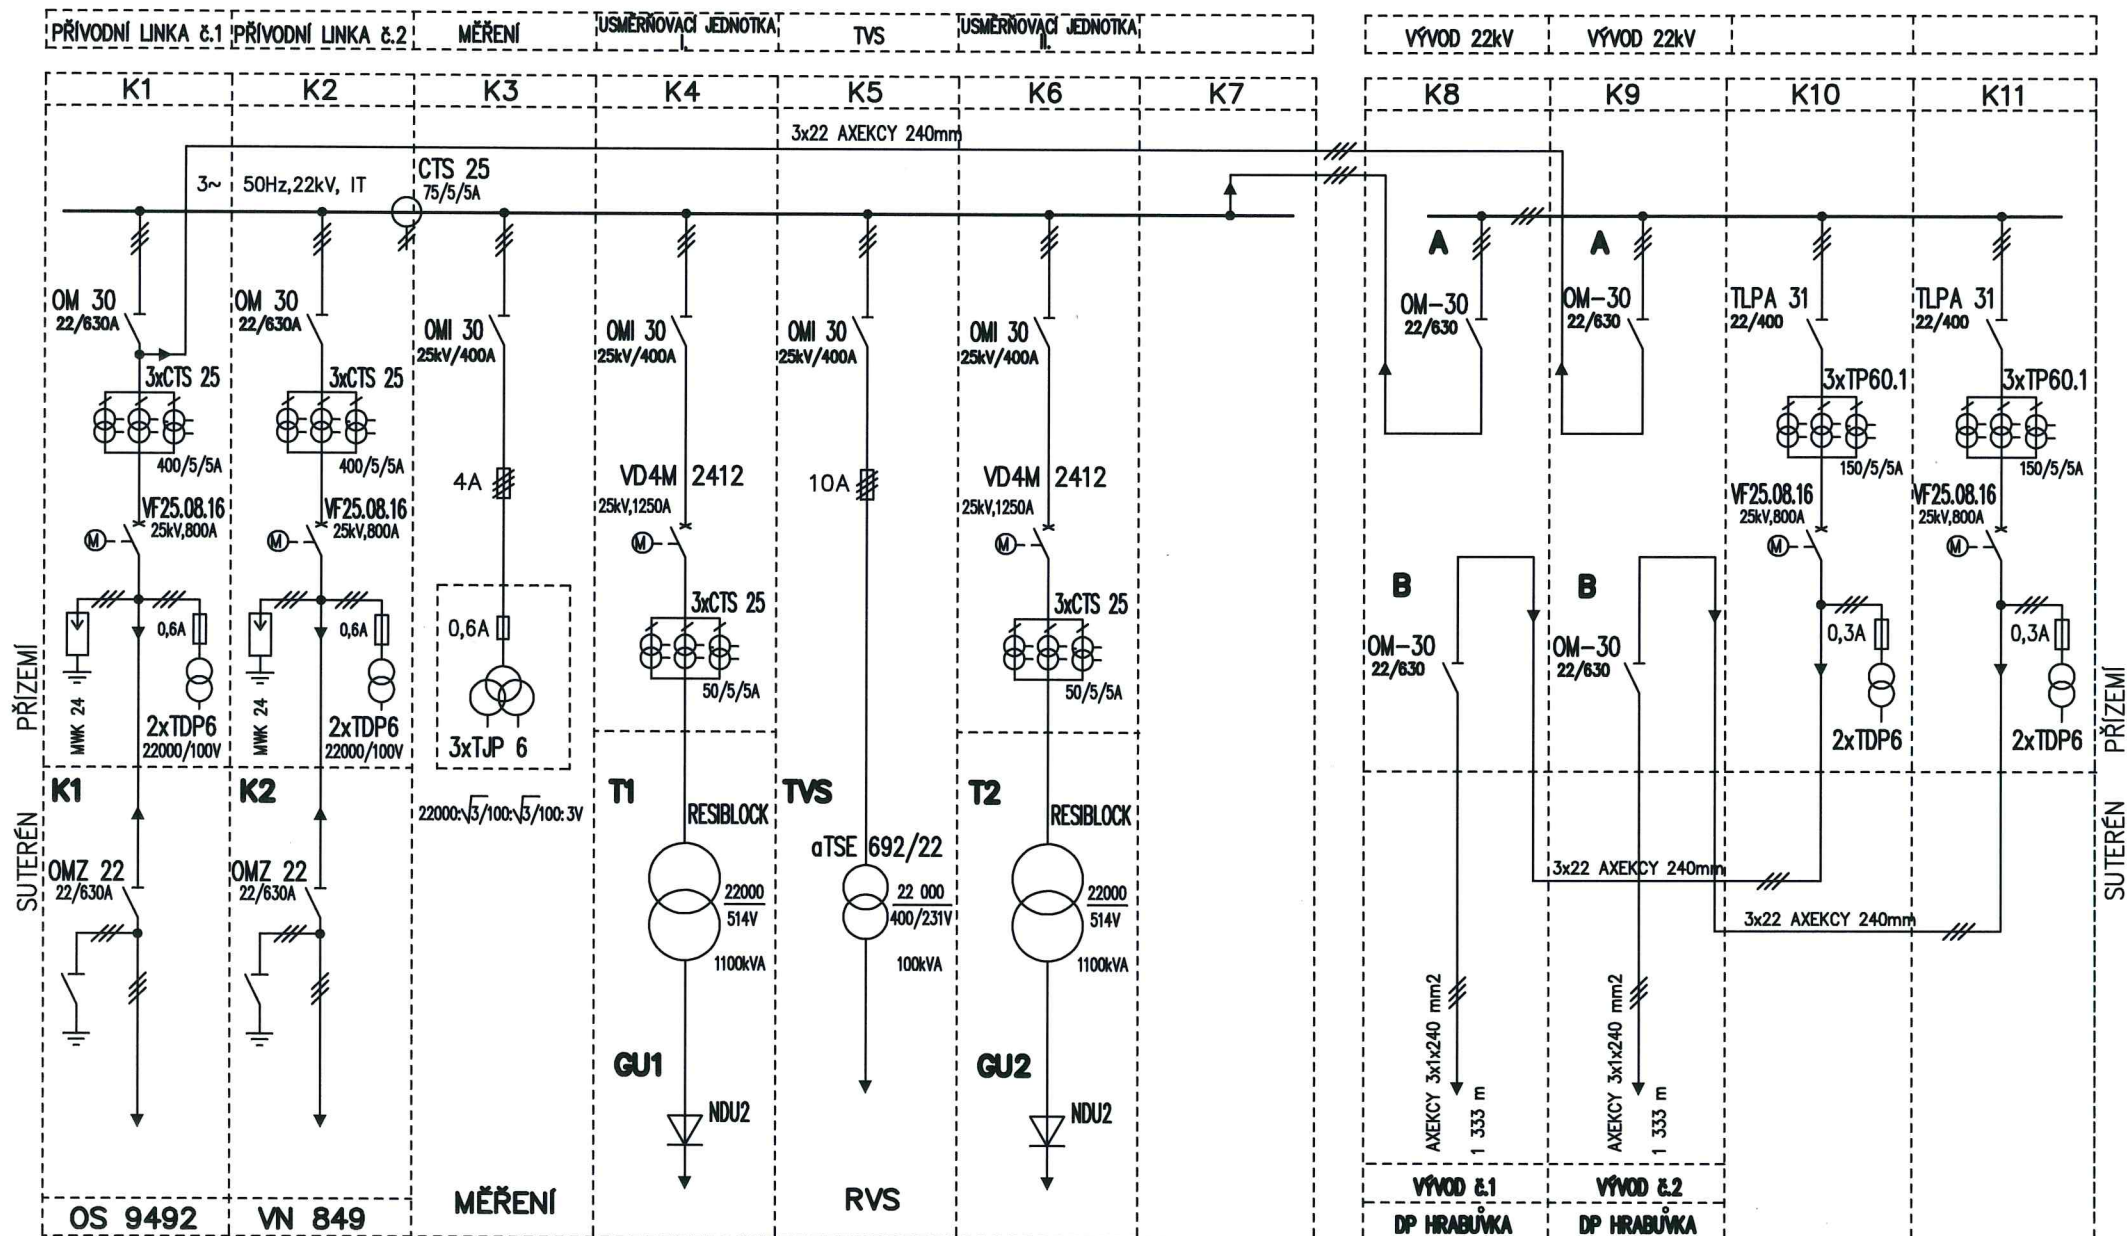 PŘÍVODNÍ LINKA č.1
PŘÍVODNÍ LINKA č.2
MĚŘENÍ
USMĚRŇOVACÍ JEDNOTKA
I.
TVS
USMĚRŇOVACÍ JEDNOTKA
II.
VÝVOD 22kV
VÝVOD 22kV
K1
K2
K3
K4
K5
K6
K7
K8
K9
K10
K11
3x22 AXEKCY 240mm
3~ 50Hz,22kV, IT
CTS 25
75/5/5A
OM 30
22/630A
3xCTS 25
400/5/5A
VF25.08.16
25kV,800A
M
0,6A
MWK 24
2xTDP6
22000/100V
K1
OMZ 22
22/630A
OS 9492
OM 30
22/630A
3xCTS 25
400/5/5A
VF25.08.16
25kV,800A
M
0,6A
MWK 24
2xTDP6
22000/100V
K2
OMZ 22
22/630A
VN 849
OMI 30
25kV/400A
4A
0,6A
3xTJP 6
22000:√3/100:√3/100:3V
MĚŘENÍ
OMI 30
25kV/400A
VD4M 2412
25kV,1250A
M
3xCTS 25
50/5/5A
T1
RESIBLOCK
22000
514V
1100kVA
GU1
NDU2
OMI 30
25kV/400A
10A
TVS
aTSE 692/22
22 000
400/231V
100kVA
RVS
OMI 30
25kV/400A
VD4M 2412
25kV,1250A
M
3xCTS 25
50/5/5A
T2
RESIBLOCK
22000
514V
1100kVA
GU2
NDU2
A
OM-30
22/630
B
OM-30
22/630
AXEKCY 3x1x240 mm2
1 333 m
VÝVOD č.1
DP HRABŮVKA
A
OM-30
22/630
B
OM-30
22/630
AXEKCY 3x1x240 mm2
1 333 m
VÝVOD č.2
DP HRABŮVKA
TLPA 31
22/400
3xTP60.1
150/5/5A
VF25.08.16
25kV,800A
M
0,3A
2xTDP6
3x22 AXEKCY 240mm
TLPA 31
22/400
3xTP60.1
150/5/5A
VF25.08.16
25kV,800A
M
0,3A
2xTDP6
3x22 AXEKCY 240mm
PŘÍZEMÍ
SUTERÉN
PŘÍZEMÍ
SUTERÉN